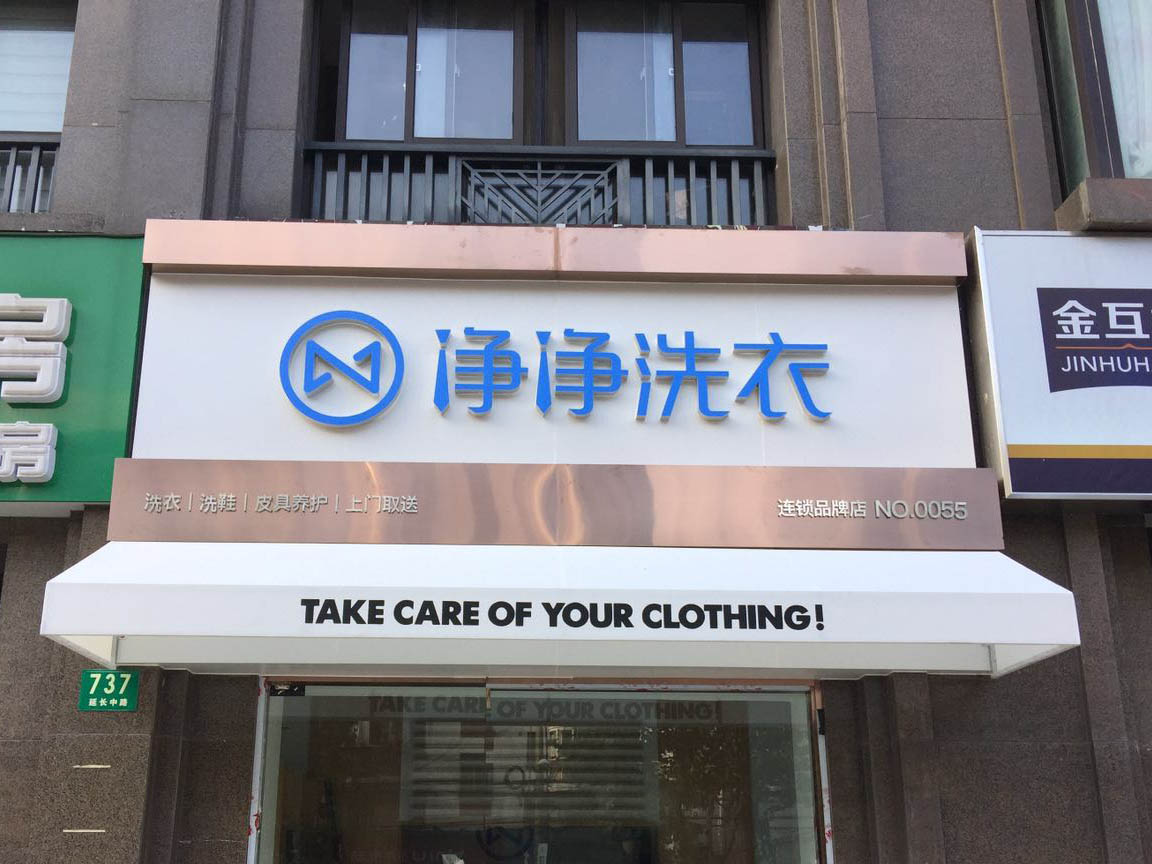 净净洗衣
金互
JINHUH
洗衣 | 洗鞋 | 皮具养护 | 上门取送
连锁品牌店 NO.0055
TAKE CARE OF YOUR CLOTHING!
737
延长中路
TAKE CARE OF YOUR CLOTHING!